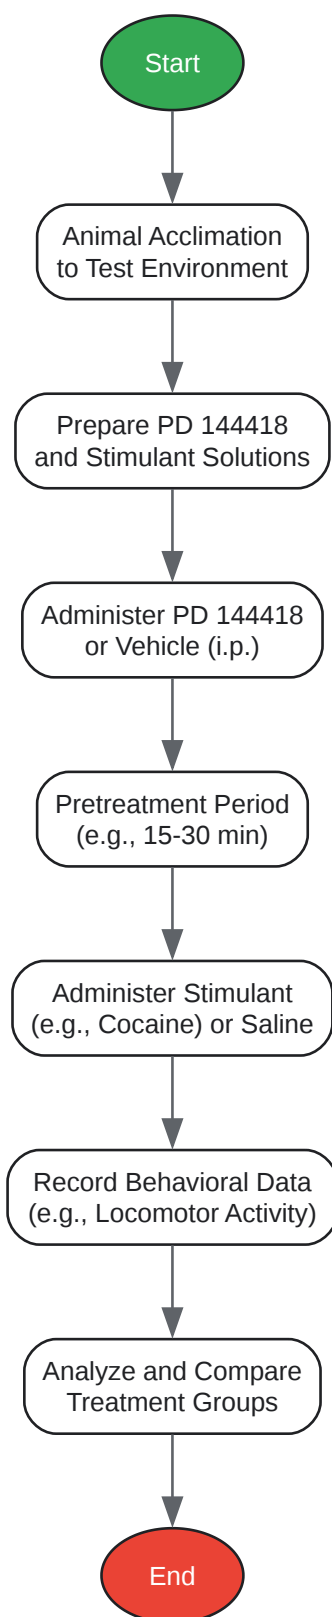 Start
Animal Acclimation
to Test Environment
Prepare PD 144418
and Stimulant Solutions
Administer PD 144418
or Vehicle (i.p.)
Pretreatment Period
(e.g., 15-30 min)
Administer Stimulant
(e.g., Cocaine) or Saline
Record Behavioral Data
(e.g., Locomotor Activity)
Analyze and Compare
Treatment Groups
End